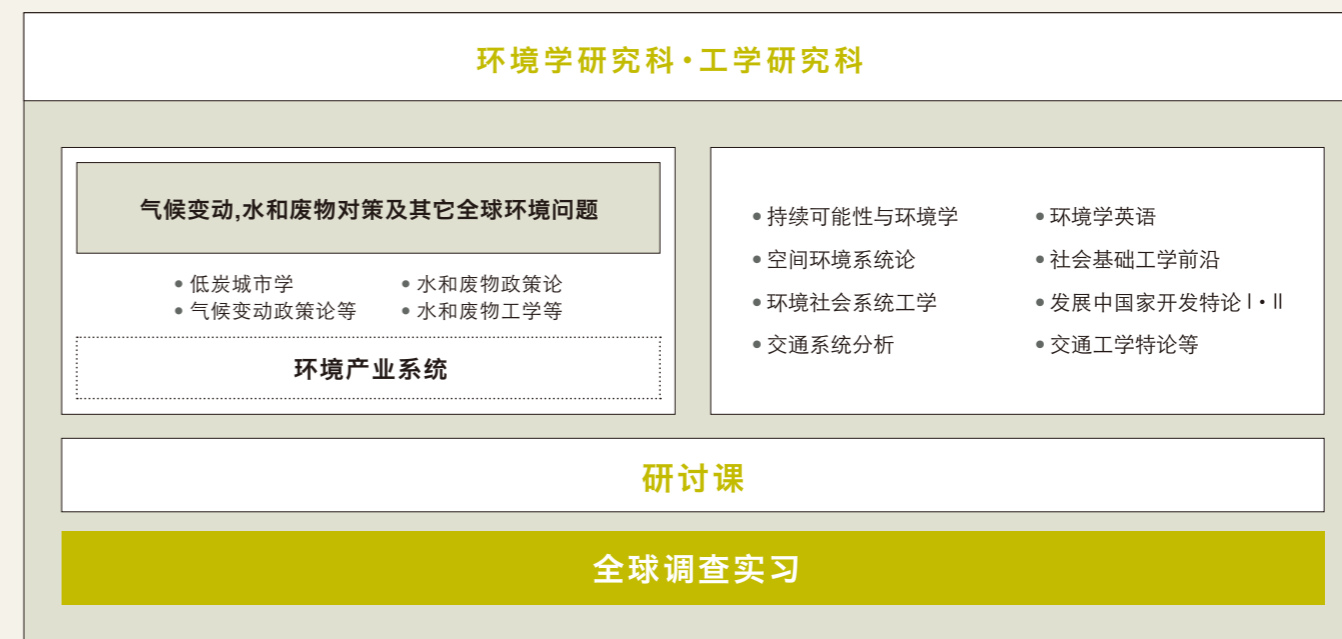 环境学研究科·工学研究科
气候变动,水和废物对策及其它全球环境问题
• 低炭城市学
• 气候变动政策论等
• 水和废物政策论
• 水和废物工学等
环境产业系统
• 持续可能性与环境学
• 空间环境系统论
• 环境社会系统工学
• 交通系统分析
• 环境学英语
• 社会基础工学前沿
• 发展中国家开发特论 I・II
• 交通工学特论等
研讨课
全球调查实习